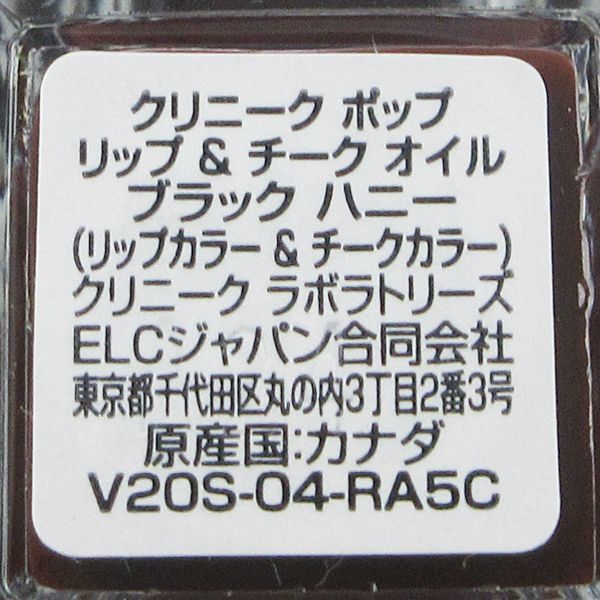 クリニーク ポップ
リップ & チーク オイル
ブラック ハニー
(リップカラー & チークカラー)
クリニーク ラボラトリーズ
ELCジャパン合同会社
東京都千代田区丸の内3丁目2番3号
原産国:カナダ
V20S-04-RA5C